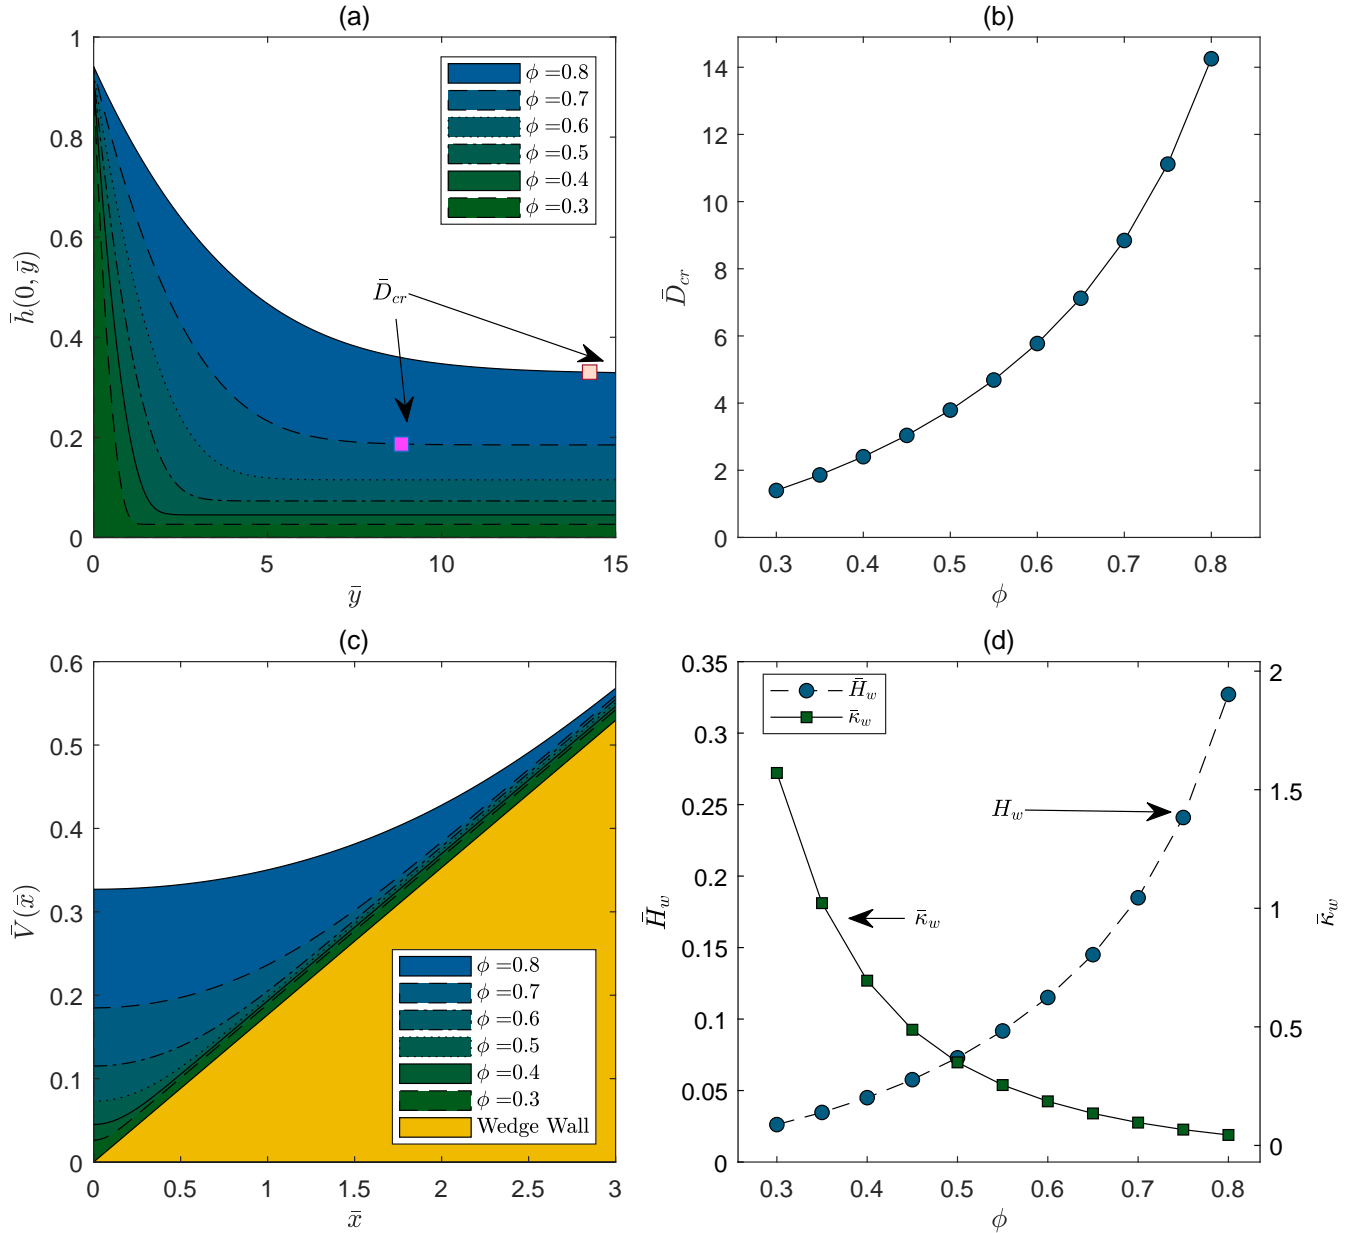 (a)
1
0.8
0.6
0.4
0.2
0
0
5
10
15
h̄(0, ȳ)
ȳ
ϕ =0.8
ϕ =0.7
ϕ =0.6
ϕ =0.5
ϕ =0.4
ϕ =0.3
D̄cr
(b)
14
12
10
8
6
4
2
0
0.3
0.4
0.5
0.6
0.7
0.8
D̄cr
ϕ
(c)
0.6
0.5
0.4
0.3
0.2
0.1
0
0
0.5
1
1.5
2
2.5
3
V̄(x̄)
x̄
ϕ =0.8
ϕ =0.7
ϕ =0.6
ϕ =0.5
ϕ =0.4
ϕ =0.3
Wedge Wall
(d)
0.35
0.3
0.25
0.2
0.15
0.1
0.05
0
0.3
0.4
0.5
0.6
0.7
0.8
2
1.5
1
0.5
0
H̄w
κ̄w
ϕ
H̄w
κ̄w
Hw
κ̄w